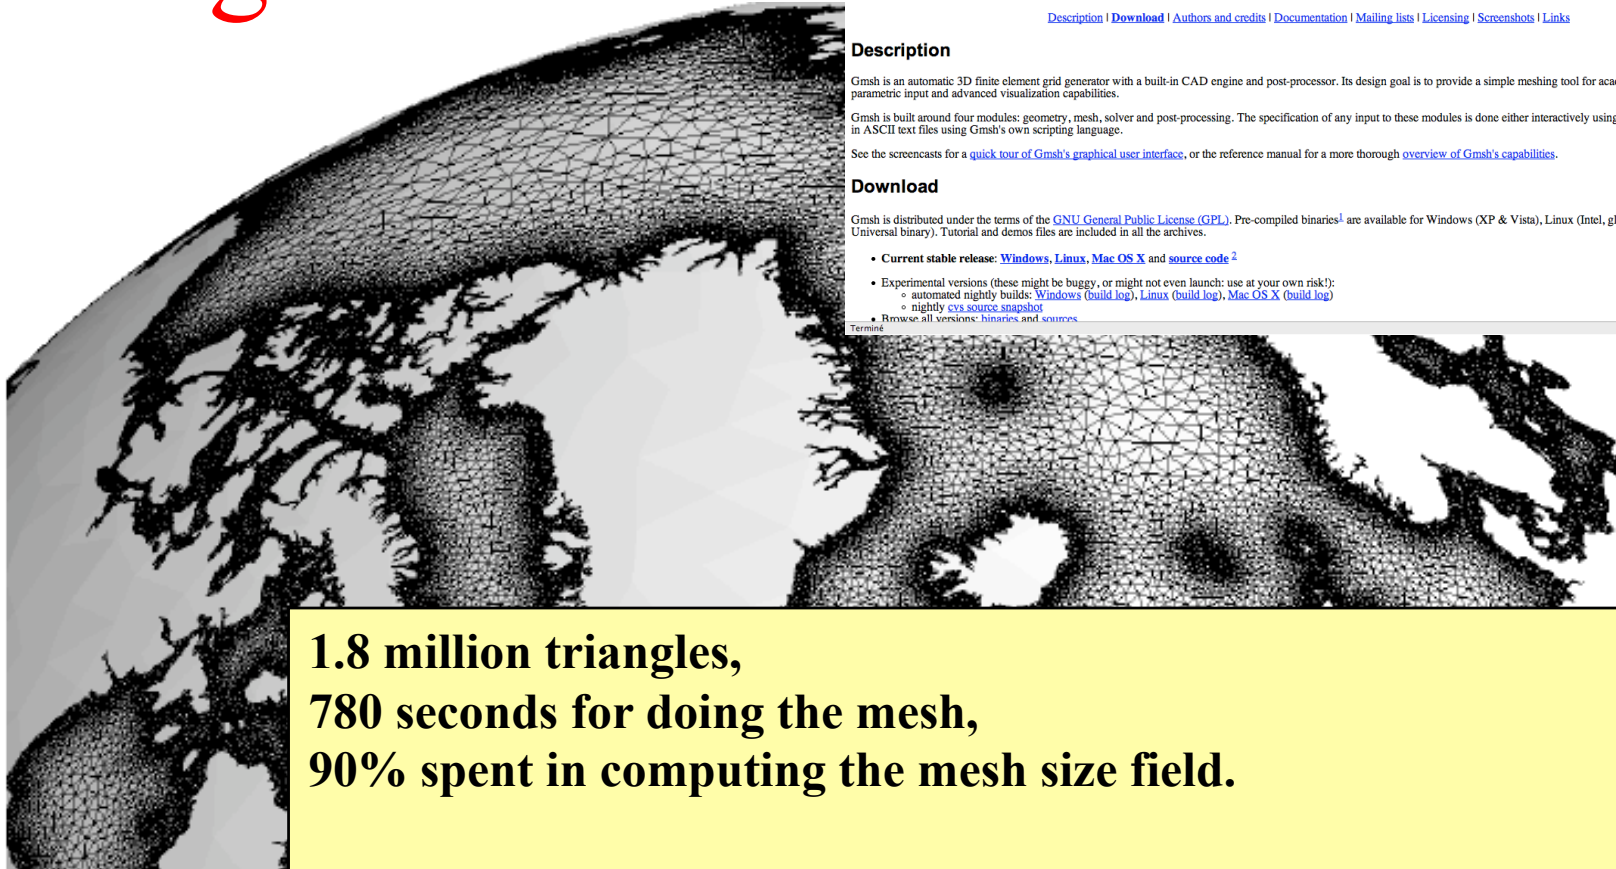 g
Description | Download | Authors and credits | Documentation | Mailing lists | Licensing | Screenshots | Links
Description
Gmsh is an automatic 3D finite element grid generator with a built-in CAD engine and post-processor. Its design goal is to provide a simple meshing tool for
parametric input and advanced visualization capabilities.
Gmsh is built around four modules: geometry, mesh, solver and post-processing. The specification of any input to these modules is done either interactively using
in ASCII text files using Gmsh's own scripting language.
See the screencasts for a quick tour of Gmsh's graphical user interface, or the reference manual for a more thorough overview of Gmsh's capabilities.
Download
Gmsh is distributed under the terms of the GNU General Public License (GPL). Pre-compiled binaries1 are available for Windows (XP & Vista), Linux (Intel,
Universal binary). Tutorial and demos files are included in all the archives.
• Current stable release: Windows, Linux, Mac OS X and source code 2
• Experimental versions (these might be buggy, or might not even launch: use at your own risk!):
○ automated nightly builds: Windows (build log), Linux (build log), Mac OS X (build log)
○ nightly cvs source snapshot
• Browse all versions: binaries and sources
Terminé
1.8 million triangles,
780 seconds for doing the mesh,
90% spent in computing the mesh size field.